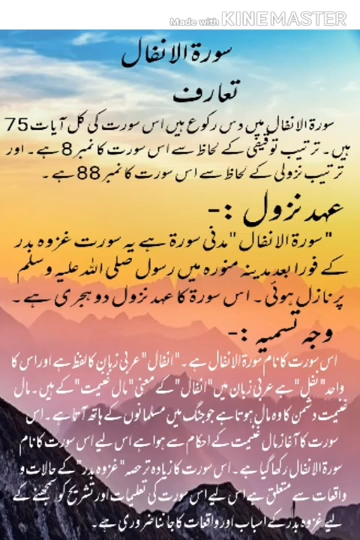 Made with KINEMASTER
سورۃ الانفال
تعارف
سورۃ الانفال میں دس رکوع ہیں اس سورت کی کل آیات 75
ہیں۔ ترتیب توقیفی کے لحاظ سے اس سورت کا نمبر 8 ہے۔ اور
ترتیب نزولی کے لحاظ سے اس سورت کا نمبر 88 ہے۔
عہد نزول :-
"سورۃ الانفال" مدنی سورۃ ہے یہ سورت غزوہ بدر
کے فورا بعد مدینہ منورہ میں رسول صلی اللہ علیہ وسلم
پر نازل ہوئی۔ اس سورۃ کا عہد نزول دو ہجری ہے۔
وجہ تسمیہ :-
اس سورت کا نام سورۃ الانفال ہے۔ "انفال" عربی زبان کا لفظ ہے اور اس کا
واحد "نفل" ہے عربی زبان میں "انفال" کے معنی "مال غنیمت" کے ہیں۔ مال
غنیمت دشمن کا وہ مال ہوتا ہے جو جنگ میں مسلمانوں کے ہاتھ آتا ہے۔ اس
سورت کا آغاز مال غنیمت کے احکام سے ہوا ہے اس لیے اس سورت کا نام
سورۃ الانفال رکھا گیا ہے۔ اس سورت کا زیادہ تر حصہ "غزوہ بدر" کے حالات و
واقعات سے متعلق ہے اس لیے اس سورت کی تعلیمات اور تشریح کو سمجھنے کے
لیے غزوہ بدر کے اسباب اور واقعات کا جاننا ضروری ہے۔